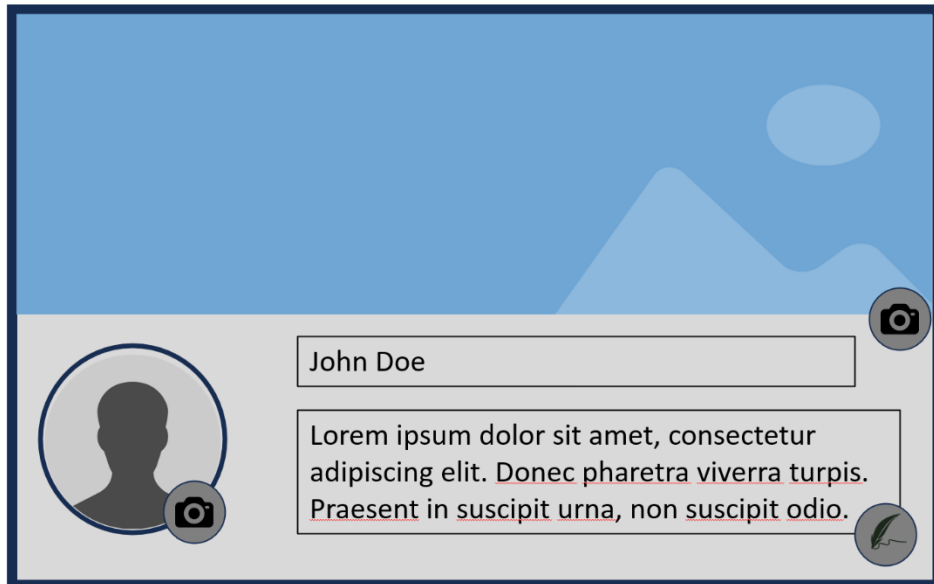 John Doe
Lorem ipsum dolor sit amet, consectetur
adipiscing elit. Donec pharetra viverra turpis.
Praesent in suscipit urna, non suscipit odio.